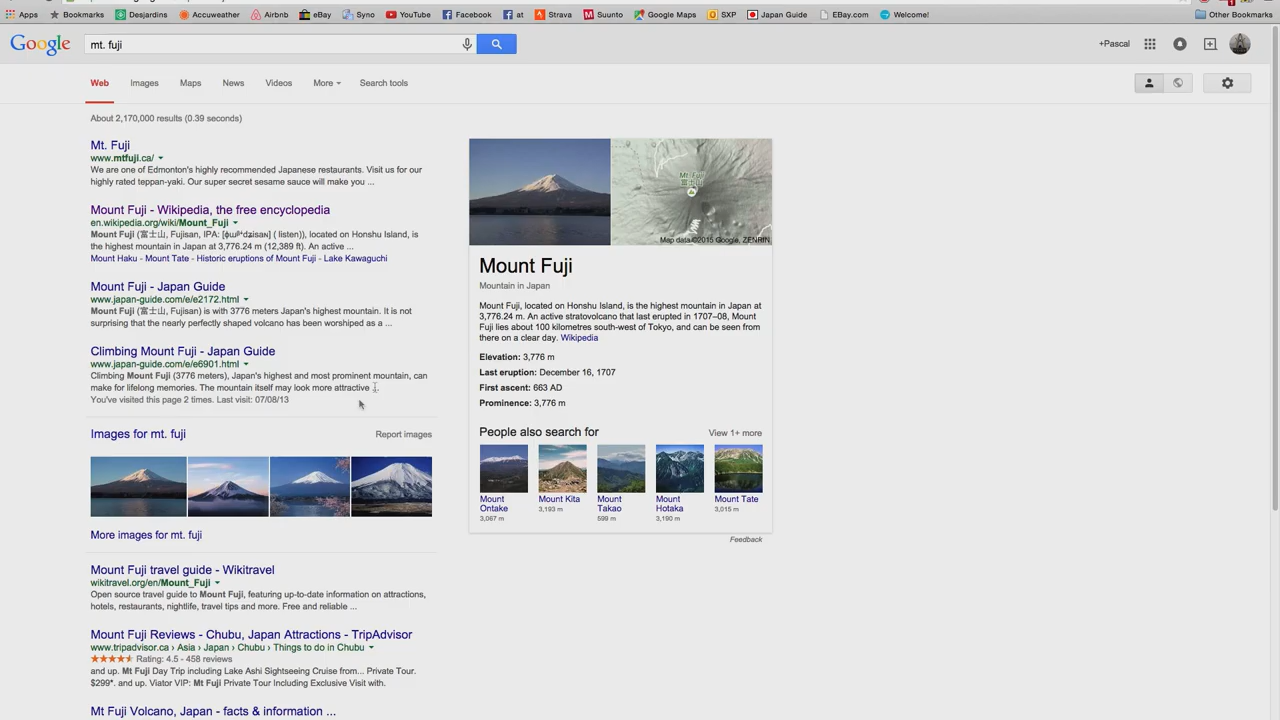 Apps Bookmarks Desjardins Accuweather Airbnb eBay Syno YouTube Facebook at Strava Suunto Google Maps SXP Japan Guide EBay.com Welcome! Other Bookmarks
Google mt. fuji +Pascal
Web Images Maps News Videos More Search tools
About 2,170,000 results (0.39 seconds)
Mt. Fuji
www.mtfuji.ca/
We are one of Edmonton's highly recommended Japanese restaurants. Visit us for our
highly rated teppan-yaki. Our super secret sesame sauce will make you ...
Mount Fuji - Wikipedia, the free encyclopedia
en.wikipedia.org/wiki/Mount_Fuji
Mount Fuji (富士山, Fujisan, IPA: ( listen)), located on Honshu Island, is
the highest mountain in Japan at 3,776.24 m (12,389 ft). An active ...
Mount Haku - Mount Tate - Historic eruptions of Mount Fuji - Lake Kawaguchi
Mount Fuji - Japan Guide
www.japan-guide.com/e/e2172.html
Mount Fuji (富士山, Fujisan) is with 3776 meters Japan's highest mountain. It is not
surprising that the nearly perfectly shaped volcano has been worshiped as a ...
Climbing Mount Fuji - Japan Guide
www.japan-guide.com/e/e6901.html
Climbing Mount Fuji (3776 meters), Japan's highest and most prominent mountain, can
make for lifelong memories. The mountain itself may look more attractive ...
You've visited this page 2 times. Last visit: 07/08/13
Images for mt. fuji Report images
More images for mt. fuji
Mount Fuji travel guide - Wikitravel
wikitravel.org/en/Mount_Fuji
Open source travel guide to Mount Fuji, featuring up-to-date information on attractions,
hotels, restaurants, nightlife, travel tips and more. Free and reliable ...
Mount Fuji Reviews - Chubu, Japan Attractions - TripAdvisor
www.tripadvisor.ca › Asia › Japan › Chubu › Things to do in Chubu
Rating: 4.5 - 458 reviews
and up. Mt Fuji Day Trip including Lake Ashi Sightseeing Cruise from... Private Tour.
$299*. and up. Viator VIP: Mt Fuji Private Tour Including Exclusive Visit with.
Mt Fuji Volcano, Japan - facts & information ...
Mt. Fuji
富士山
Map data ©2015 Google, ZENRIN
Mount Fuji
Mountain in Japan
Mount Fuji, located on Honshu Island, is the highest mountain in Japan at
3,776.24 m. An active stratovolcano that last erupted in 1707–08, Mount
Fuji lies about 100 kilometres south-west of Tokyo, and can be seen from
there on a clear day. Wikipedia
Elevation: 3,776 m
Last eruption: December 16, 1707
First ascent: 663 AD
Prominence: 3,776 m
People also search for View 1+ more
Mount Ontake
3,067 m
Mount Kita
3,193 m
Mount Takao
599 m
Mount Hotaka
3,190 m
Mount Tate
3,015 m
Feedback